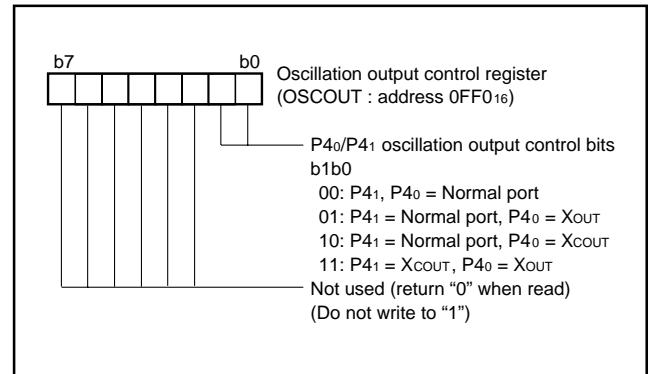 b7 b0
Oscillation output control register
(OSCOUT : address 0FF0₁₆)
P4₀/P4₁ oscillation output control bits
b1b0
00: P4₁, P4₀ = Normal port
01: P4₁ = Normal port, P4₀ = XOUT
10: P4₁ = Normal port, P4₀ = XCOUT
11: P4₁ = XCOUT, P4₀ = XOUT
Not used (return “0” when read)
(Do not write to “1”)